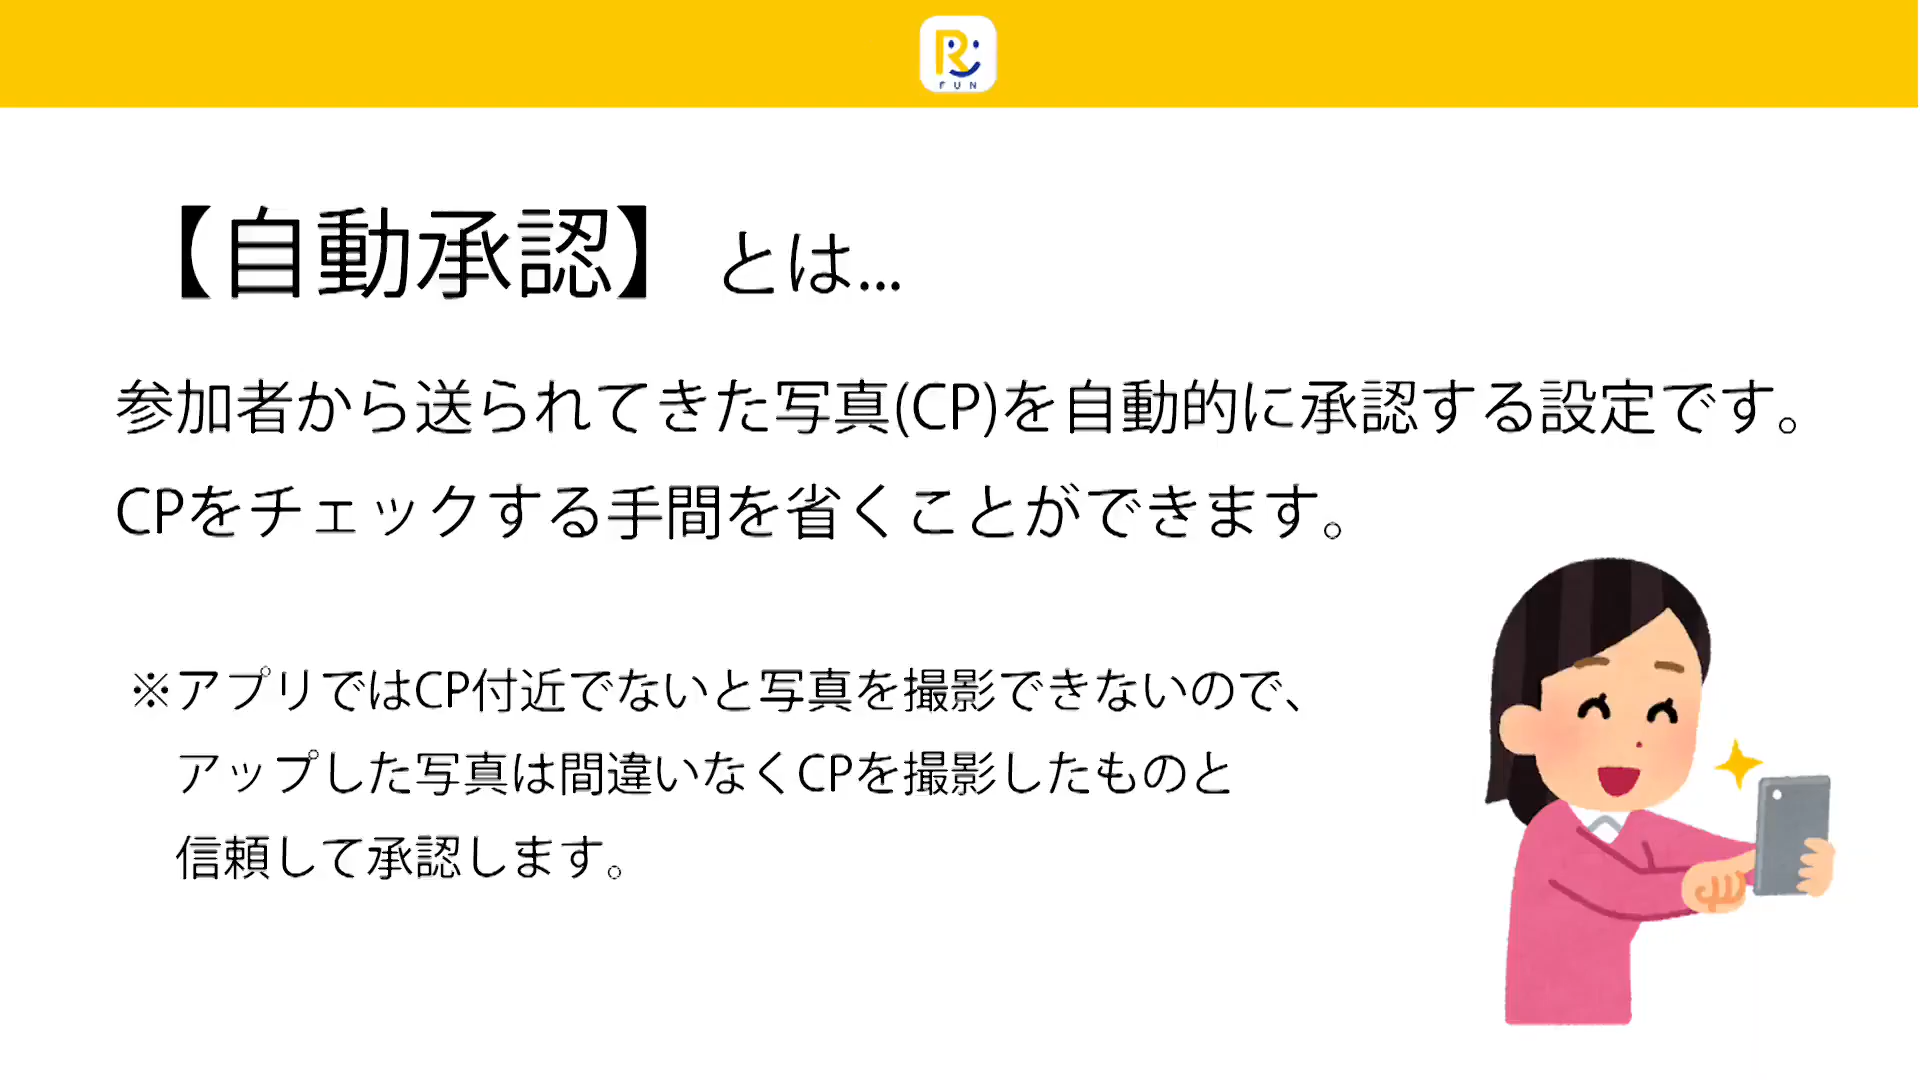 R
FUN
【自動承認】 とは...
参加者から送られてきた写真(CP)を自動的に承認する設定です。
CPをチェックする手間を省くことができます。
※アプリではCP付近でないと写真を撮影できないので、
アップした写真は間違いなくCPを撮影したものと
信頼して承認します。